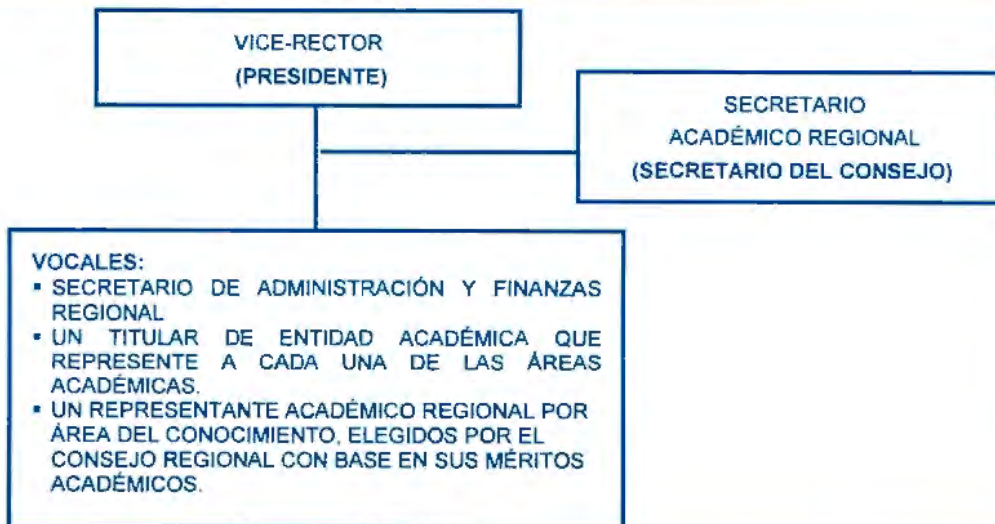 VICE-RECTOR
(PRESIDENTE)
SECRETARIO
ACADÉMICO REGIONAL
(SECRETARIO DEL CONSEJO)
VOCALES:
▪ SECRETARIO DE ADMINISTRACIÓN Y FINANZAS
REGIONAL
▪ UN TITULAR DE ENTIDAD ACADÉMICA QUE
REPRESENTE A CADA UNA DE LAS ÁREAS
ACADÉMICAS.
▪ UN REPRESENTANTE ACADÉMICO REGIONAL POR
ÁREA DEL CONOCIMIENTO, ELEGIDOS POR EL
CONSEJO REGIONAL CON BASE EN SUS MÉRITOS
ACADÉMICOS.